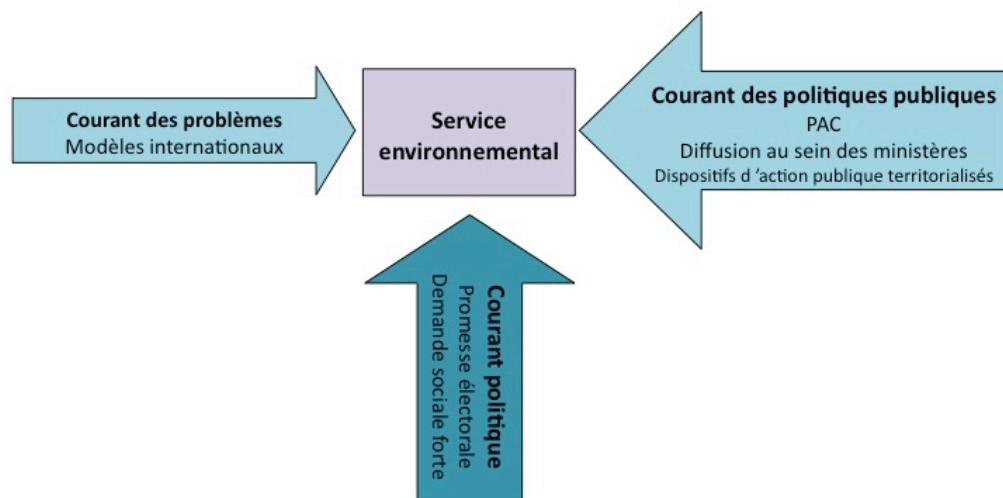 Courant des problèmes
Modèles internationaux
Service
environnemental
Courant des politiques publiques
PAC
Diffusion au sein des ministères
Dispositifs d ’action publique territorialisés
Courant politique
Promesse électorale
Demande sociale forte